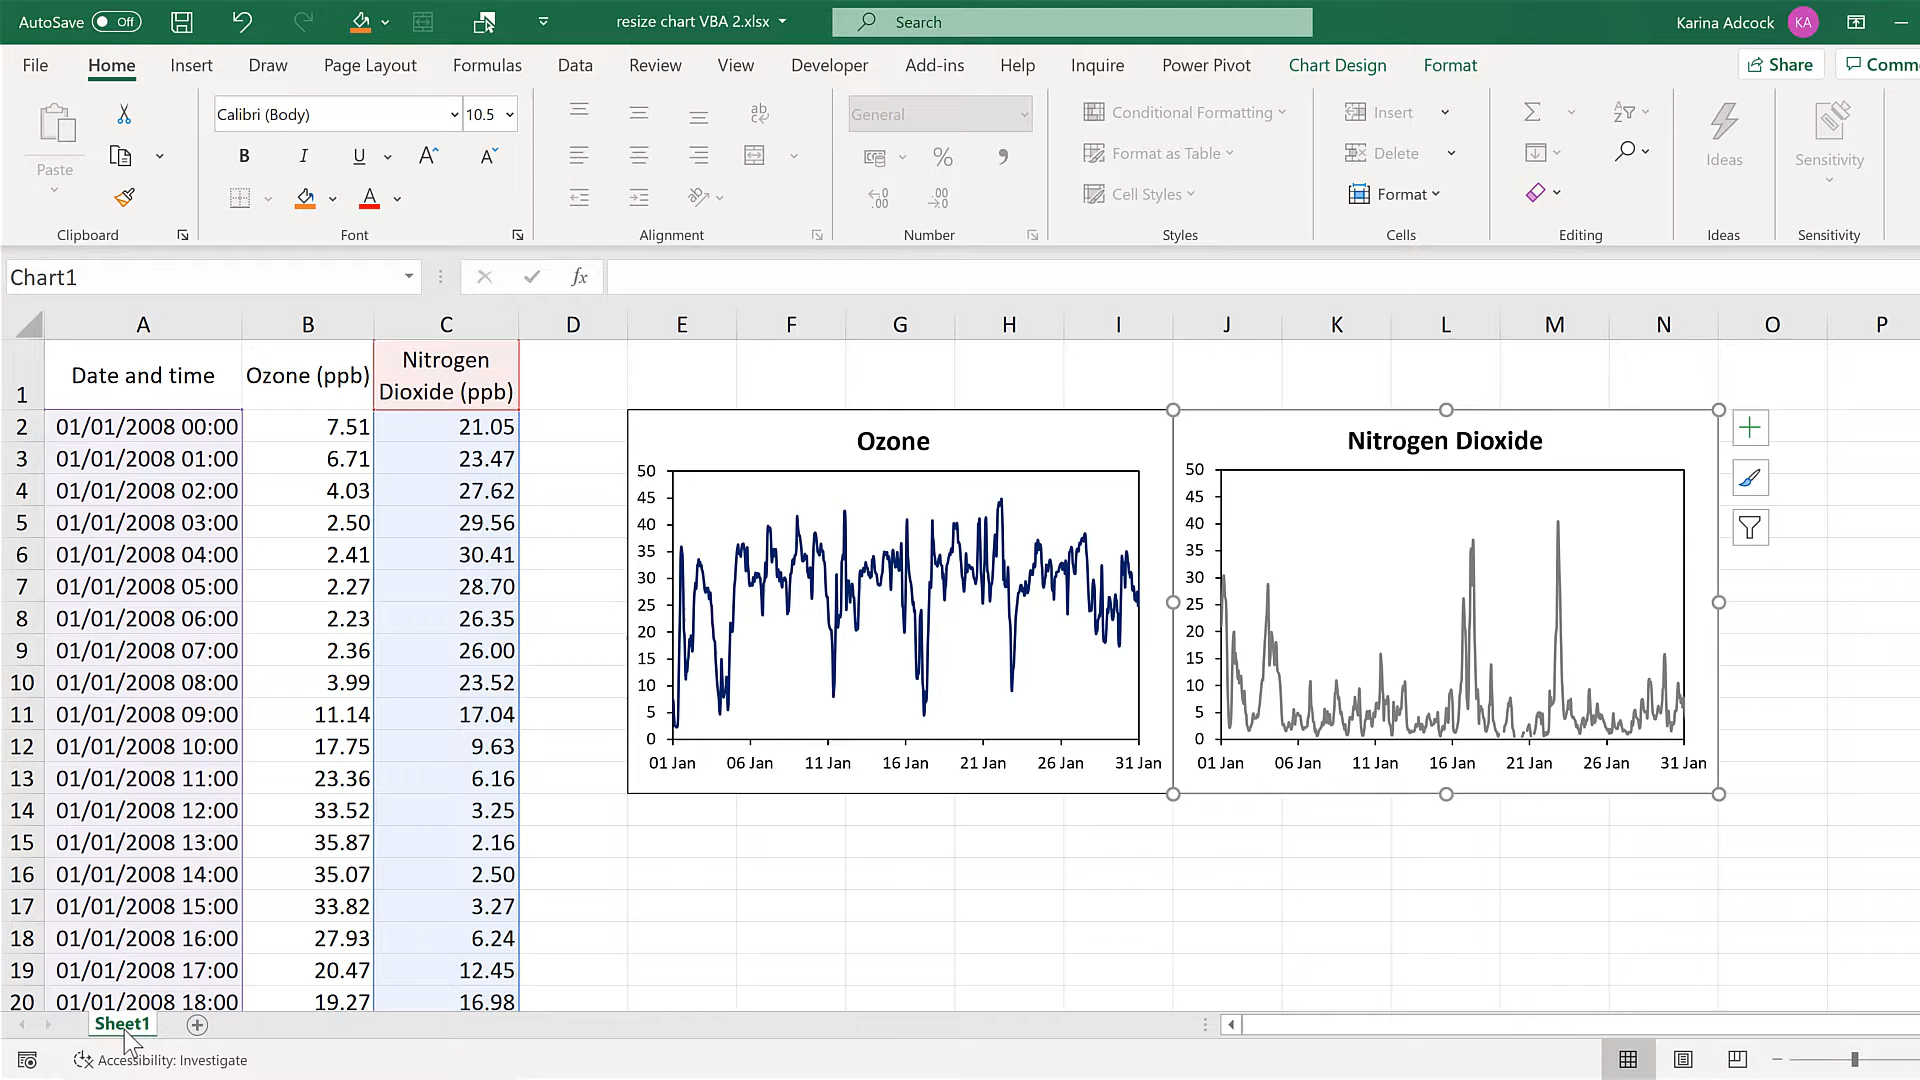 AutoSave Off resize chart VBA 2.xlsx Search Karina Adcock KA
File Home Insert Draw Page Layout Formulas Data Review View Developer Add-ins Help Inquire Power Pivot Chart Design Format Share Comme
Paste
Calibri (Body) 10.5
B I U A A
A
ab
General
%
Conditional Formatting
Format as Table
Cell Styles
Insert
Delete
Format
Ideas
Sensitivity
Clipboard Font Alignment Number Styles Cells Editing Ideas Sensitivity
Chart1 fx
A B C D E F G H I J K L M N O P
1 Date and time Ozone (ppb) Nitrogen
Dioxide (ppb)
2 01/01/2008 00:00 7.51 21.05
3 01/01/2008 01:00 6.71 23.47
4 01/01/2008 02:00 4.03 27.62
5 01/01/2008 03:00 2.50 29.56
6 01/01/2008 04:00 2.41 30.41
7 01/01/2008 05:00 2.27 28.70
8 01/01/2008 06:00 2.23 26.35
9 01/01/2008 07:00 2.36 26.00
10 01/01/2008 08:00 3.99 23.52
11 01/01/2008 09:00 11.14 17.04
12 01/01/2008 10:00 17.75 9.63
13 01/01/2008 11:00 23.36 6.16
14 01/01/2008 12:00 33.52 3.25
15 01/01/2008 13:00 35.87 2.16
16 01/01/2008 14:00 35.07 2.50
17 01/01/2008 15:00 33.82 3.27
18 01/01/2008 16:00 27.93 6.24
19 01/01/2008 17:00 20.47 12.45
20 01/01/2008 18:00 19.27 16.98
Ozone
50
45
40
35
30
25
20
15
10
5
0
01 Jan 06 Jan 11 Jan 16 Jan 21 Jan 26 Jan 31 Jan
Nitrogen Dioxide
50
45
40
35
30
25
20
15
10
5
0
01 Jan 06 Jan 11 Jan 16 Jan 21 Jan 26 Jan 31 Jan
Sheet1
Accessibility: Investigate